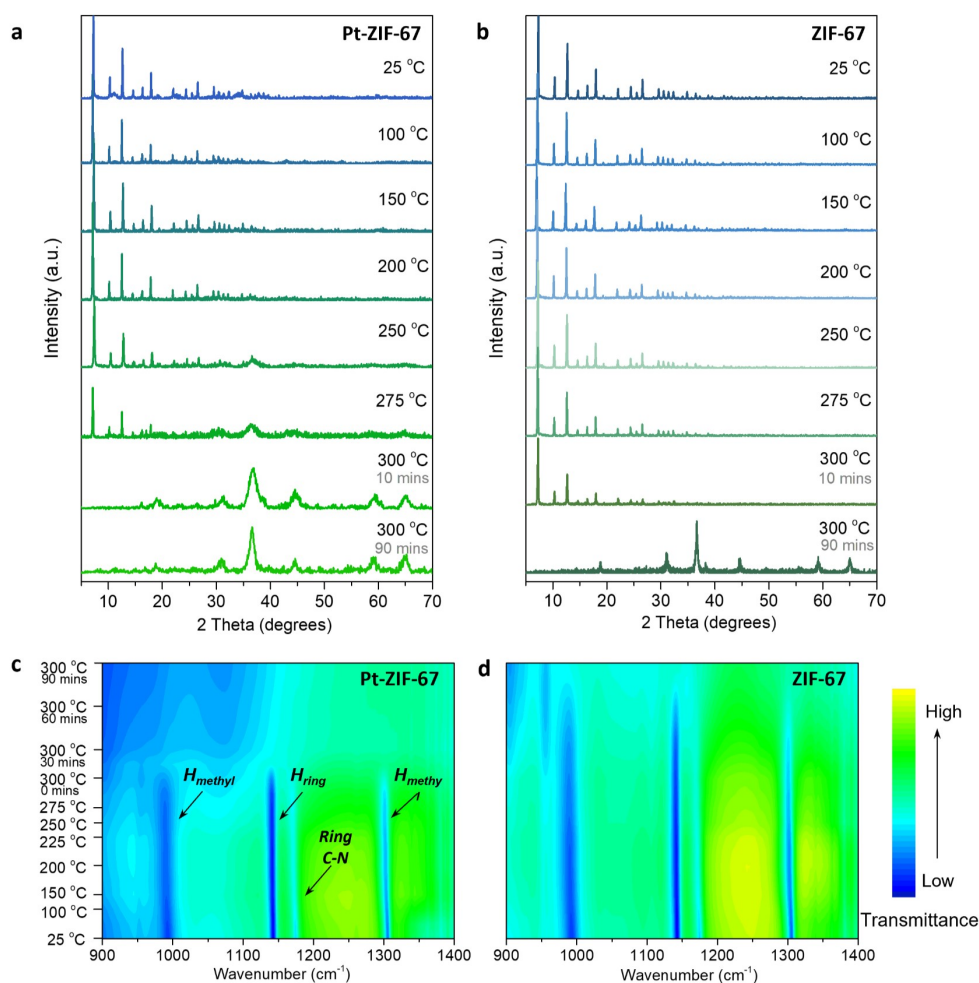 a
Pt-ZIF-67
25 °C
100 °C
150 °C
200 °C
250 °C
275 °C
300 °C
10 mins
300 °C
90 mins
Intensity (a.u.)
10 20 30 40 50 60 70
2 Theta (degrees)
b
ZIF-67
25 °C
100 °C
150 °C
200 °C
250 °C
275 °C
300 °C
10 mins
300 °C
90 mins
Intensity (a.u.)
10 20 30 40 50 60 70
2 Theta (degrees)
c
Pt-ZIF-67
300 °C
90 mins
300 °C
60 mins
300 °C
30 mins
300 °C
0 mins
275 °C
250 °C
225 °C
200 °C
150 °C
100 °C
25 °C
Hmethyl
Hring
Hmethy
l
Ring
C-N
900 1000 1100 1200 1300 1400
Wavenumber (cm-1)
d
ZIF-67
900 1000 1100 1200 1300 1400
Wavenumber (cm-1)
High
Low
Transmittance